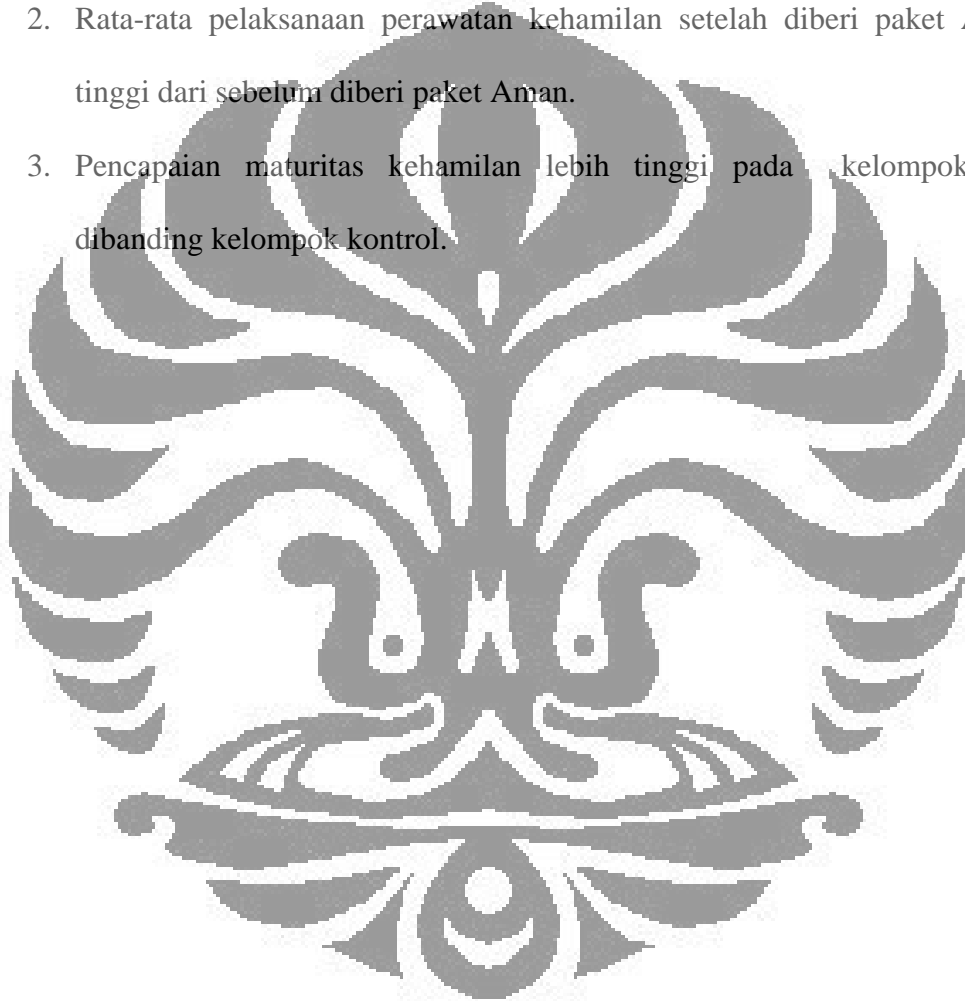 2. Rata-rata pelaksanaan perawatan kehamilan setelah diberi paket
tinggi dari sebelum diberi paket Aman.
3. Pencapaian maturitas kehamilan lebih tinggi pada kelompok
dibanding kelompok kontrol.